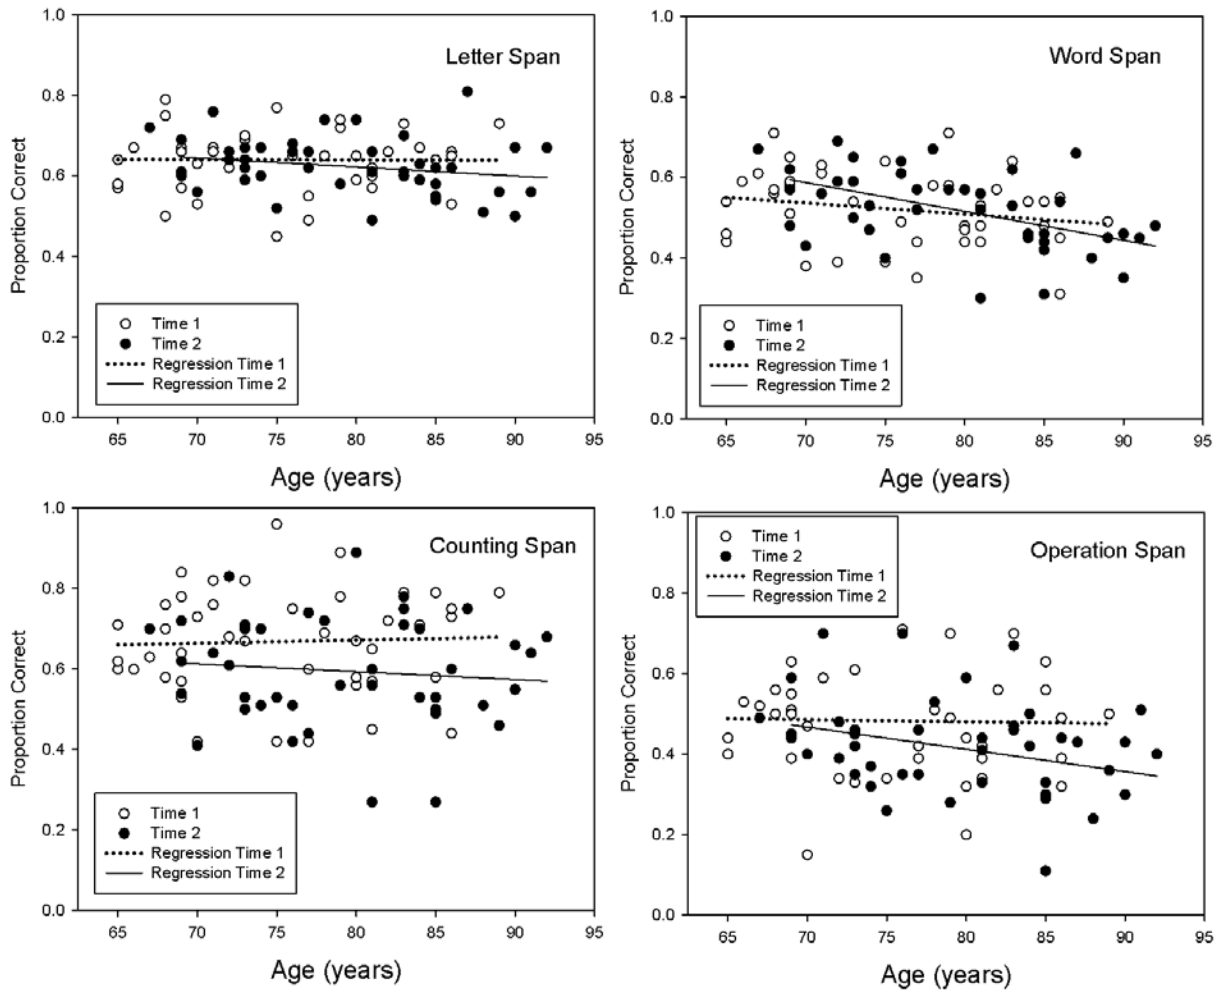 Letter Span
Proportion Correct
1.0
0.8
0.6
0.4
0.2
0.0
Time 1
Time 2
Regression Time 1
Regression Time 2
65 70 75 80 85 90 95
Age (years)
Word Span
Proportion Correct
1.0
0.8
0.6
0.4
0.2
0.0
Time 1
Time 2
Regression Time 1
Regression Time 2
65 70 75 80 85 90 95
Age (years)
Counting Span
Proportion Correct
1.0
0.8
0.6
0.4
0.2
0.0
Time 1
Time 2
Regression Time 1
Regression Time 2
65 70 75 80 85 90 95
Age (years)
Operation Span
Proportion Correct
1.0
0.8
0.6
0.4
0.2
0.0
Time 1
Time 2
Regression Time 1
Regression Time 2
65 70 75 80 85 90 95
Age (years)